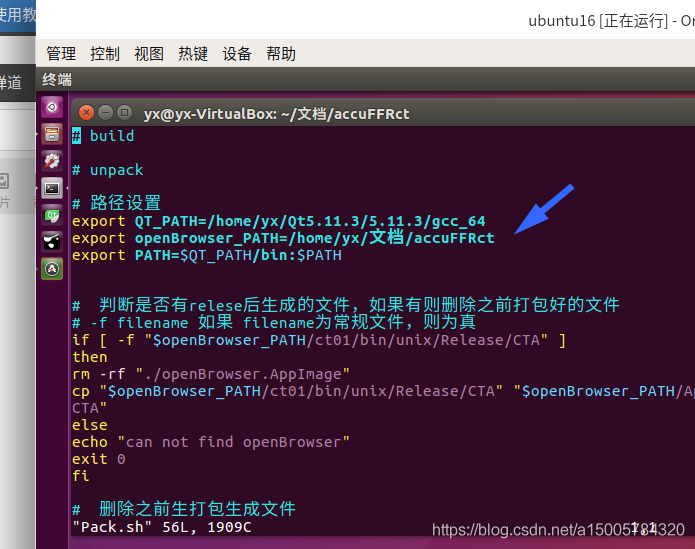 使用教
ubuntu16 [正在运行] - Or
管理 控制 视图 热键 设备 帮助
弹道
终端
yx@yx-VirtualBox: ~/文档/accuFFRct
# build
# unpack
# 路径设置
export QT_PATH=/home/yx/Qt5.11.3/5.11.3/gcc_64
export openBrowser_PATH=/home/yx/文档/accuFFRct
export PATH=$QT_PATH/bin:$PATH
片
#  判断是否有relese后生成的文件，如果有则删除之前打包好的文件
# -f filename 如果 filename为常规文件，则为真
if [ -f "$openBrowser_PATH/ct01/bin/unix/Release/CTA" ]
then
rm -rf "./openBrowser.AppImage"
cp "$openBrowser_PATH/ct01/bin/unix/Release/CTA" "$openBrowser_PATH/Ap
CTA"
else
echo "can not find openBrowser"
exit 0
fi
#  删除之前生打包生成文件
"Pack.sh" 56L, 1909C 1,1
https://blog.csdn.net/a15005784320